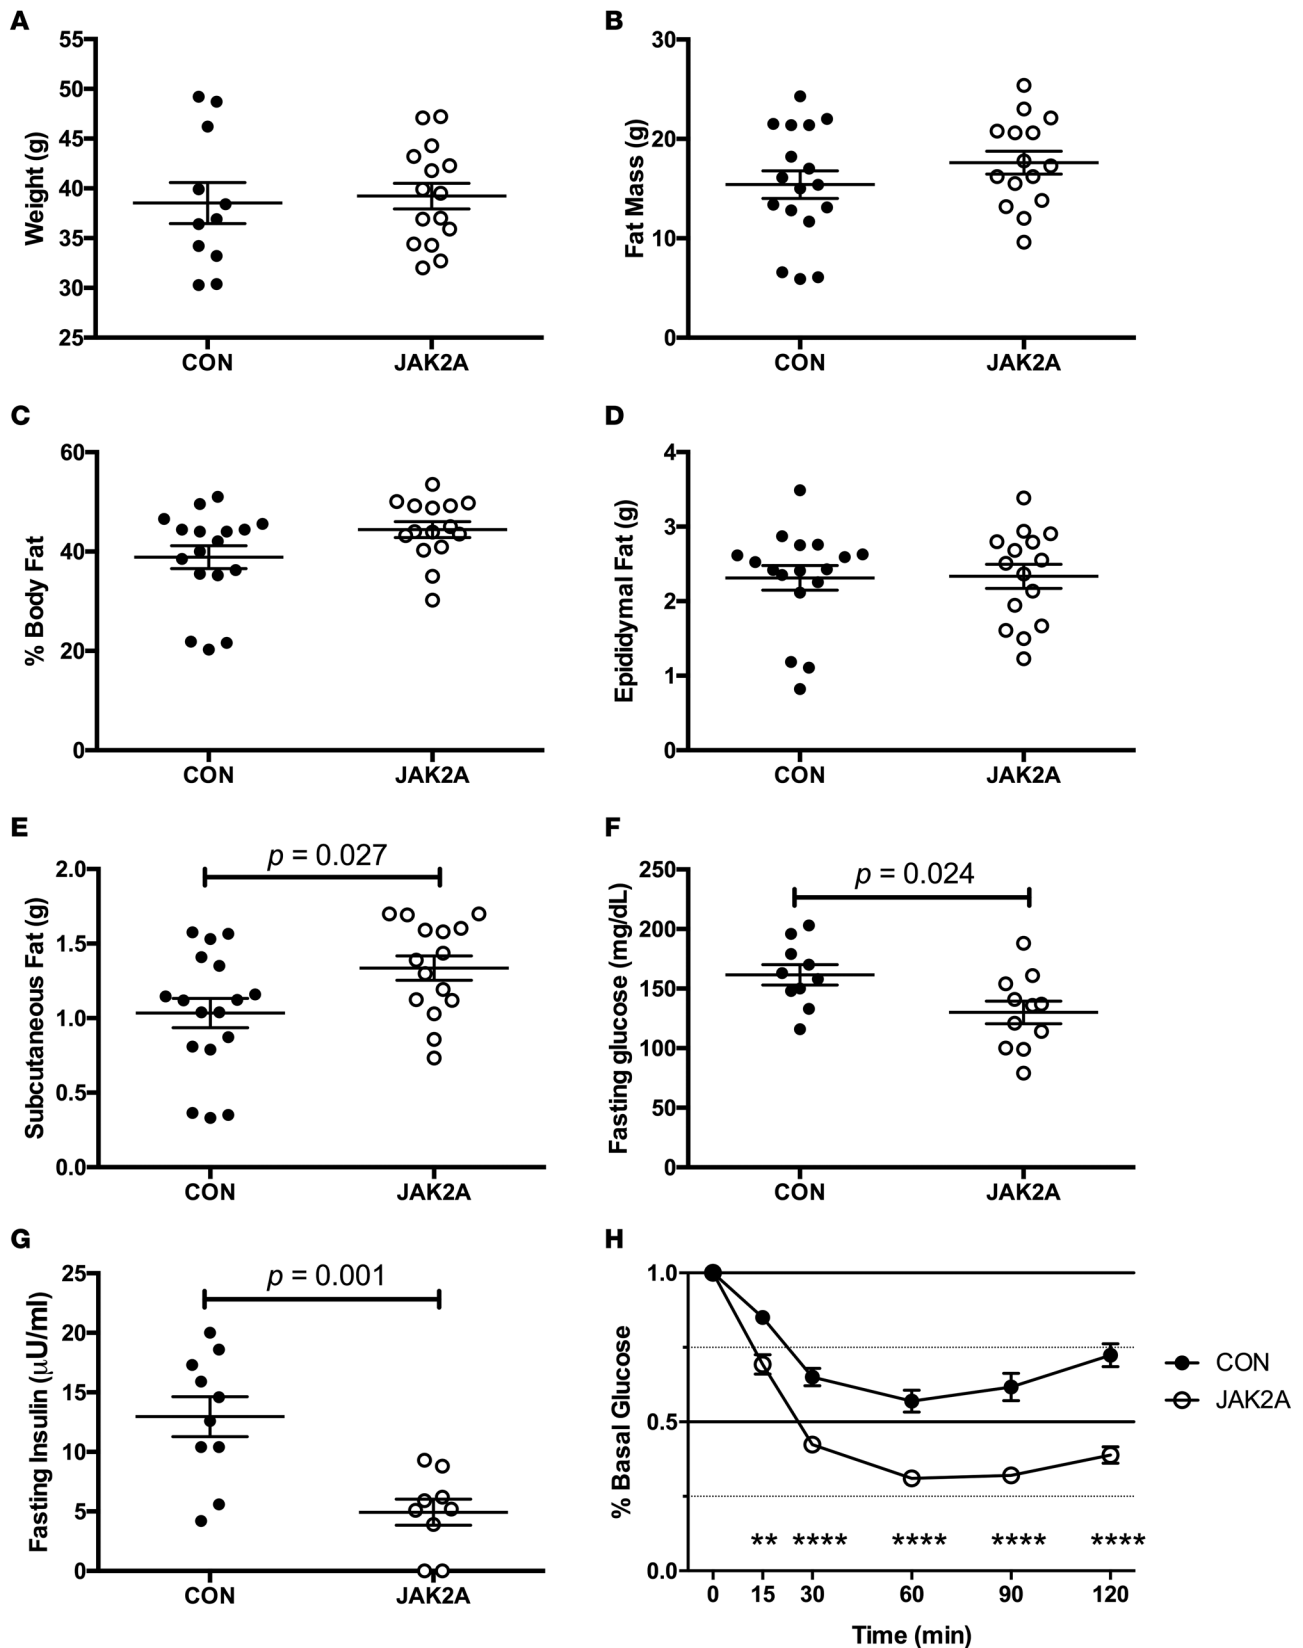 A
Weight (g)
55
50
45
40
35
30
25
CON
JAK2A
B
Fat Mass (g)
30
20
10
0
CON
JAK2A
C
% Body Fat
60
40
20
0
CON
JAK2A
D
Epididymal Fat (g)
4
3
2
1
0
CON
JAK2A
E
p = 0.027
Subcutaneous Fat (g)
2.0
1.5
1.0
0.5
0.0
CON
JAK2A
F
p = 0.024
Fasting glucose (mg/dL)
250
200
150
100
50
0
CON
JAK2A
G
p = 0.001
Fasting Insulin (μU/ml)
25
20
15
10
5
0
CON
JAK2A
H
% Basal Glucose
1.0
0.5
0.0
** **** **** **** ****
0 15 30 60 90 120
Time (min)
CON
JAK2A